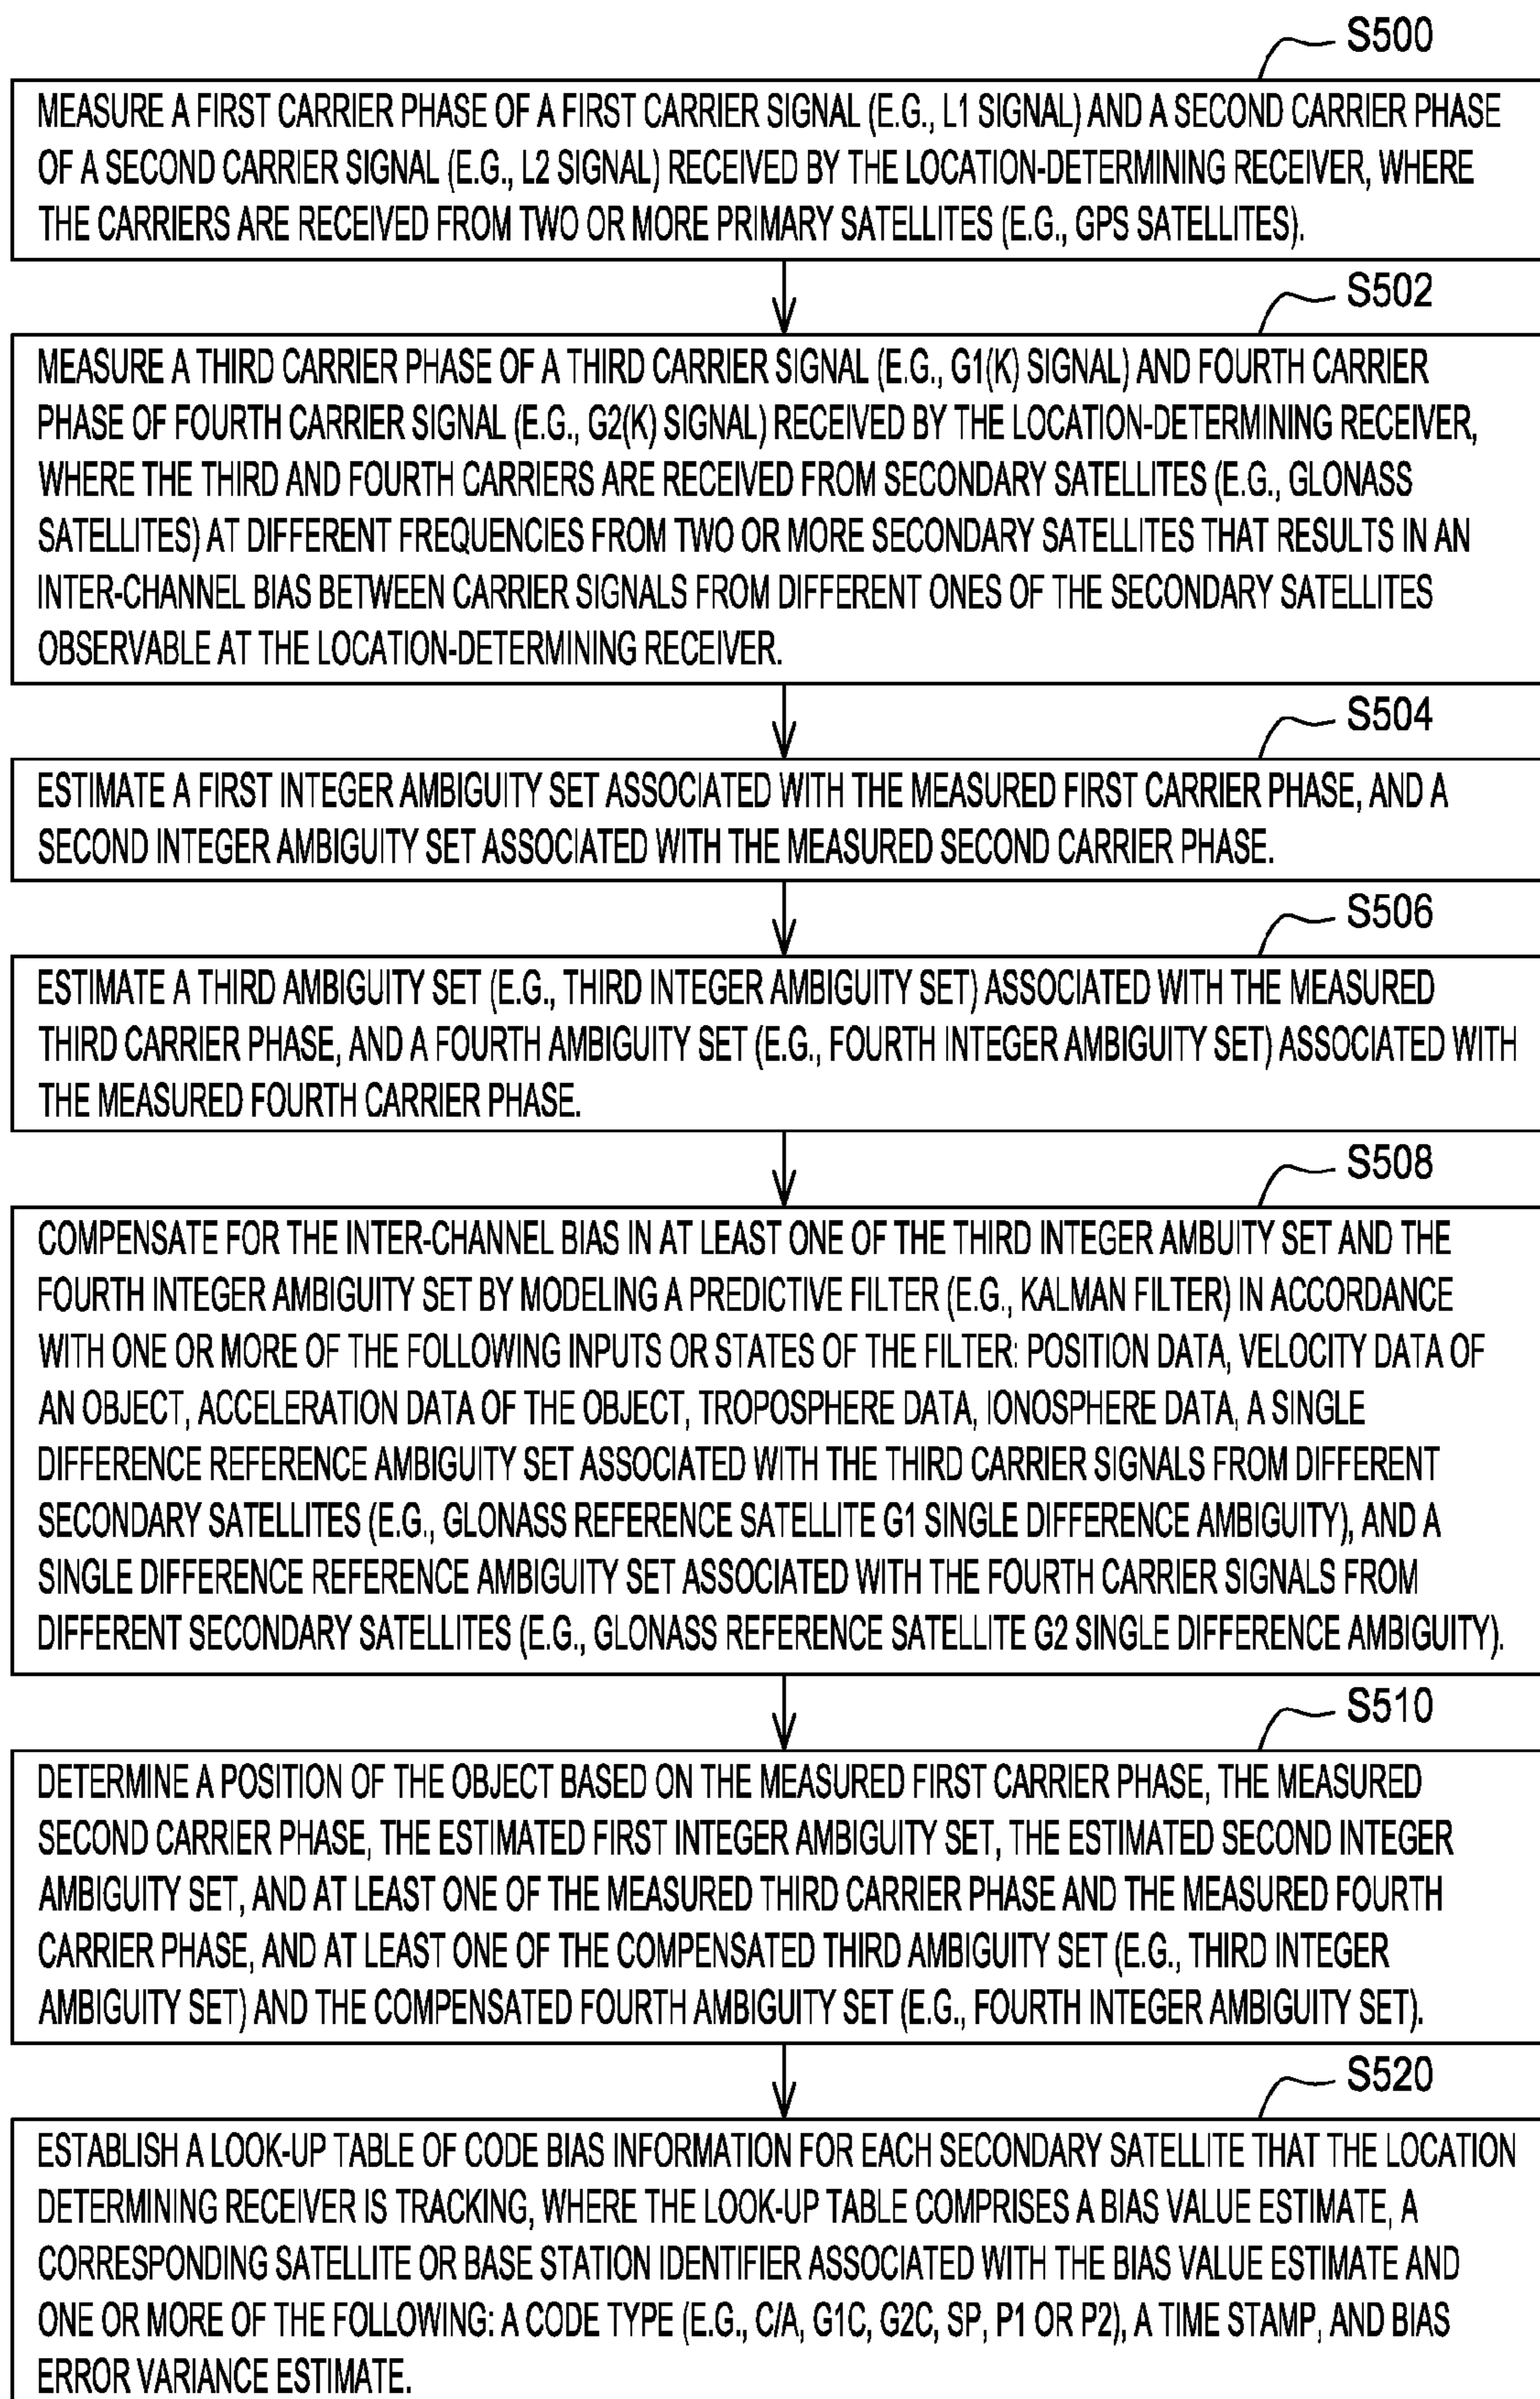 S500
MEASURE A FIRST CARRIER PHASE OF A FIRST CARRIER SIGNAL (E.G., L1 SIGNAL) AND A SECOND CARRIER PHASE
OF A SECOND CARRIER SIGNAL (E.G., L2 SIGNAL) RECEIVED BY THE LOCATION-DETERMINING RECEIVER, WHERE
THE CARRIERS ARE RECEIVED FROM TWO OR MORE PRIMARY SATELLITES (E.G., GPS SATELLITES).
S502
MEASURE A THIRD CARRIER PHASE OF A THIRD CARRIER SIGNAL (E.G., G1(K) SIGNAL) AND FOURTH CARRIER
PHASE OF FOURTH CARRIER SIGNAL (E.G., G2(K) SIGNAL) RECEIVED BY THE LOCATION-DETERMINING RECEIVER,
WHERE THE THIRD AND FOURTH CARRIERS ARE RECEIVED FROM SECONDARY SATELLITES (E.G., GLONASS
SATELLITES) AT DIFFERENT FREQUENCIES FROM TWO OR MORE SECONDARY SATELLITES THAT RESULTS IN AN
INTER-CHANNEL BIAS BETWEEN CARRIER SIGNALS FROM DIFFERENT ONES OF THE SECONDARY SATELLITES
OBSERVABLE AT THE LOCATION-DETERMINING RECEIVER.
S504
ESTIMATE A FIRST INTEGER AMBIGUITY SET ASSOCIATED WITH THE MEASURED FIRST CARRIER PHASE, AND A
SECOND INTEGER AMBIGUITY SET ASSOCIATED WITH THE MEASURED SECOND CARRIER PHASE.
S506
ESTIMATE A THIRD AMBIGUITY SET (E.G., THIRD INTEGER AMBIGUITY SET) ASSOCIATED WITH THE MEASURED
THIRD CARRIER PHASE, AND A FOURTH AMBIGUITY SET (E.G., FOURTH INTEGER AMBIGUITY SET) ASSOCIATED WITH
THE MEASURED FOURTH CARRIER PHASE.
S508
COMPENSATE FOR THE INTER-CHANNEL BIAS IN AT LEAST ONE OF THE THIRD INTEGER AMBUITY SET AND THE
FOURTH INTEGER AMBIGUITY SET BY MODELING A PREDICTIVE FILTER (E.G., KALMAN FILTER) IN ACCORDANCE
WITH ONE OR MORE OF THE FOLLOWING INPUTS OR STATES OF THE FILTER: POSITION DATA, VELOCITY DATA OF
AN OBJECT, ACCELERATION DATA OF THE OBJECT, TROPOSPHERE DATA, IONOSPHERE DATA, A SINGLE
DIFFERENCE REFERENCE AMBIGUITY SET ASSOCIATED WITH THE THIRD CARRIER SIGNALS FROM DIFFERENT
SECONDARY SATELLITES (E.G., GLONASS REFERENCE SATELLITE G1 SINGLE DIFFERENCE AMBIGUITY), AND A
SINGLE DIFFERENCE REFERENCE AMBIGUITY SET ASSOCIATED WITH THE FOURTH CARRIER SIGNALS FROM
DIFFERENT SECONDARY SATELLITES (E.G., GLONASS REFERENCE SATELLITE G2 SINGLE DIFFERENCE AMBIGUITY).
S510
DETERMINE A POSITION OF THE OBJECT BASED ON THE MEASURED FIRST CARRIER PHASE, THE MEASURED
SECOND CARRIER PHASE, THE ESTIMATED FIRST INTEGER AMBIGUITY SET, THE ESTIMATED SECOND INTEGER
AMBIGUITY SET, AND AT LEAST ONE OF THE MEASURED THIRD CARRIER PHASE AND THE MEASURED FOURTH
CARRIER PHASE, AND AT LEAST ONE OF THE COMPENSATED THIRD AMBIGUITY SET (E.G., THIRD INTEGER
AMBIGUITY SET) AND THE COMPENSATED FOURTH AMBIGUITY SET (E.G., FOURTH INTEGER AMBIGUITY SET).
S520
ESTABLISH A LOOK-UP TABLE OF CODE BIAS INFORMATION FOR EACH SECONDARY SATELLITE THAT THE LOCATION
DETERMINING RECEIVER IS TRACKING, WHERE THE LOOK-UP TABLE COMPRISES A BIAS VALUE ESTIMATE, A
CORRESPONDING SATELLITE OR BASE STATION IDENTIFIER ASSOCIATED WITH THE BIAS VALUE ESTIMATE AND
ONE OR MORE OF THE FOLLOWING: A CODE TYPE (E.G., C/A, G1C, G2C, SP, P1 OR P2), A TIME STAMP, AND BIAS
ERROR VARIANCE ESTIMATE.